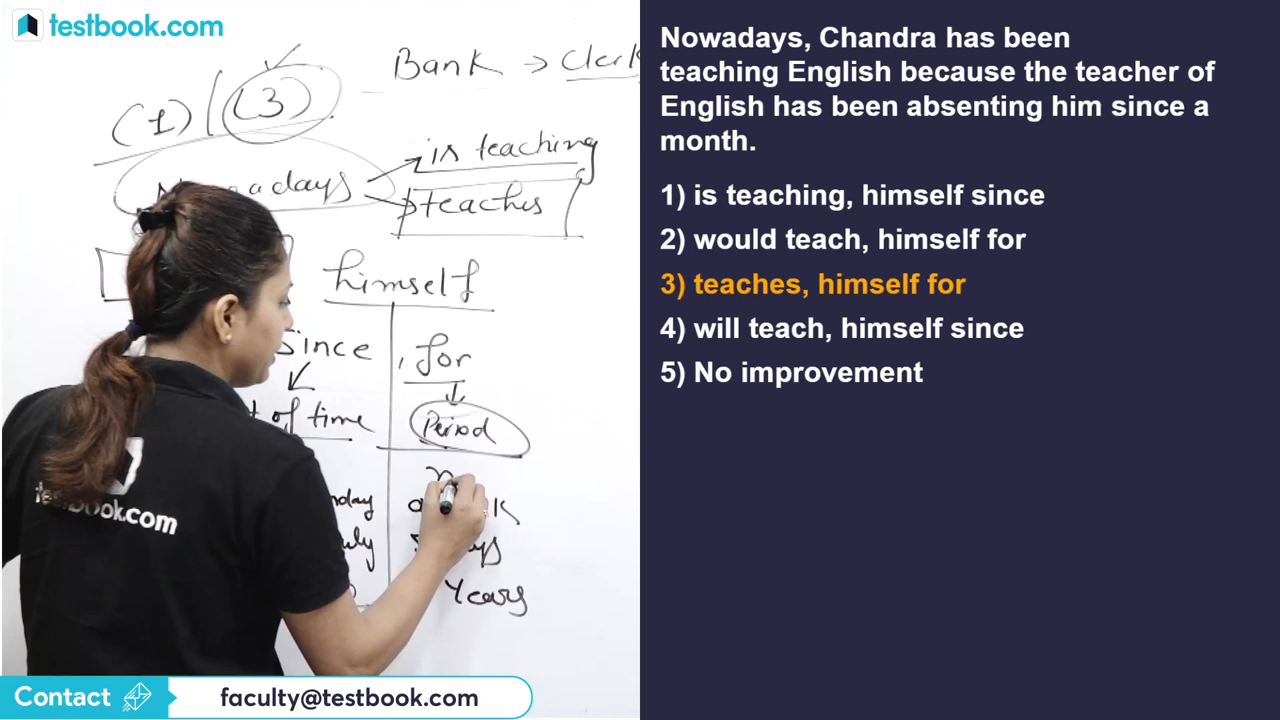 testbook.com
Bank → Clerk
(1) (3)
is teaching
adays
teaches
himself
Since , for
of time Period
testbook.com
Years
Nowadays, Chandra has been
teaching English because the teacher of
English has been absenting him since a
month.
1) is teaching, himself since
2) would teach, himself for
3) teaches, himself for
4) will teach, himself since
5) No improvement
Contact
faculty@testbook.com